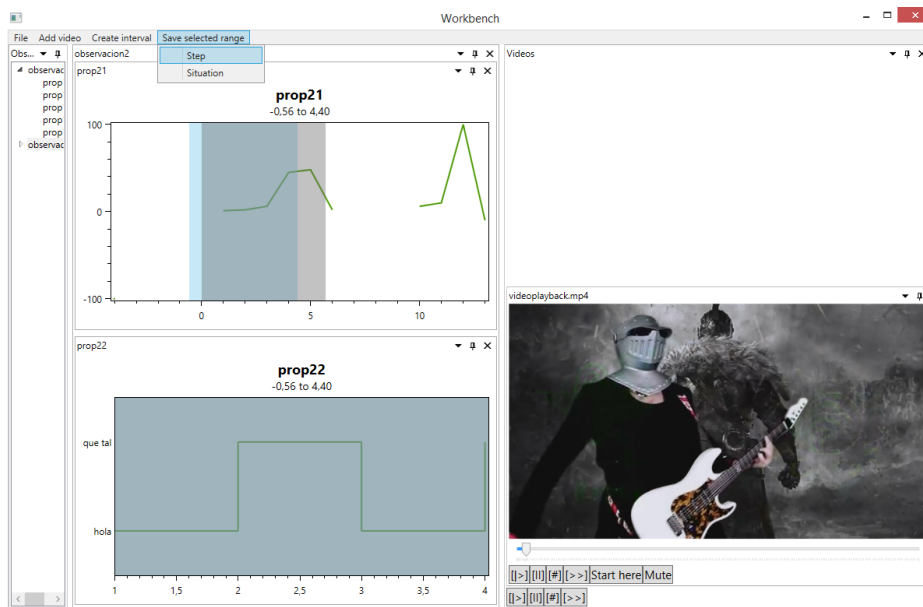 Workbench
File Add video Create interval Save selected range
Step
Situation
Obs...
observac
prop
prop
prop
prop
prop
observac
observacion2
prop21
prop21
-0,56 to 4,40
100
0
-100
0 5 10
prop22
prop22
-0,56 to 4,40
que tal
hola
1 1,5 2 2,5 3 3,5 4
Videos
videoplayback.mp4
[|>] [II] [#] [>>] Start here Mute
[|>] [II] [#] [>>]